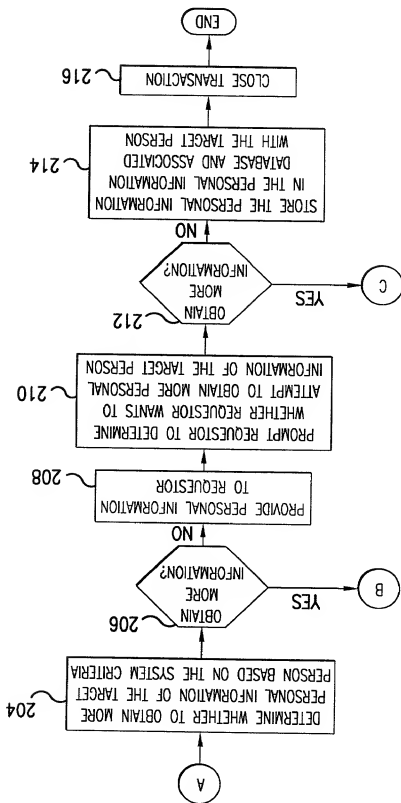 A
DETERMINE WHETHER TO OBTAIN MORE
PERSONAL INFORMATION OF THE TARGET
PERSON BASED ON THE SYSTEM CRITERIA
204
OBTAIN
MORE
INFORMATION?
206
YES
B
NO
PROVIDE PERSONAL INFORMATION
TO REQUESTOR
208
PROMPT REQUESTOR TO DETERMINE
WHETHER REQUESTOR WANTS TO
ATTEMPT TO OBTAIN MORE PERSONAL
INFORMATION OF THE TARGET PERSON
210
OBTAIN
MORE
INFORMATION?
212
YES
C
NO
STORE THE PERSONAL INFORMATION
IN THE PERSONAL INFORMATION
DATABASE AND ASSOCIATED
WITH THE TARGET PERSON
214
CLOSE TRANSACTION
216
END